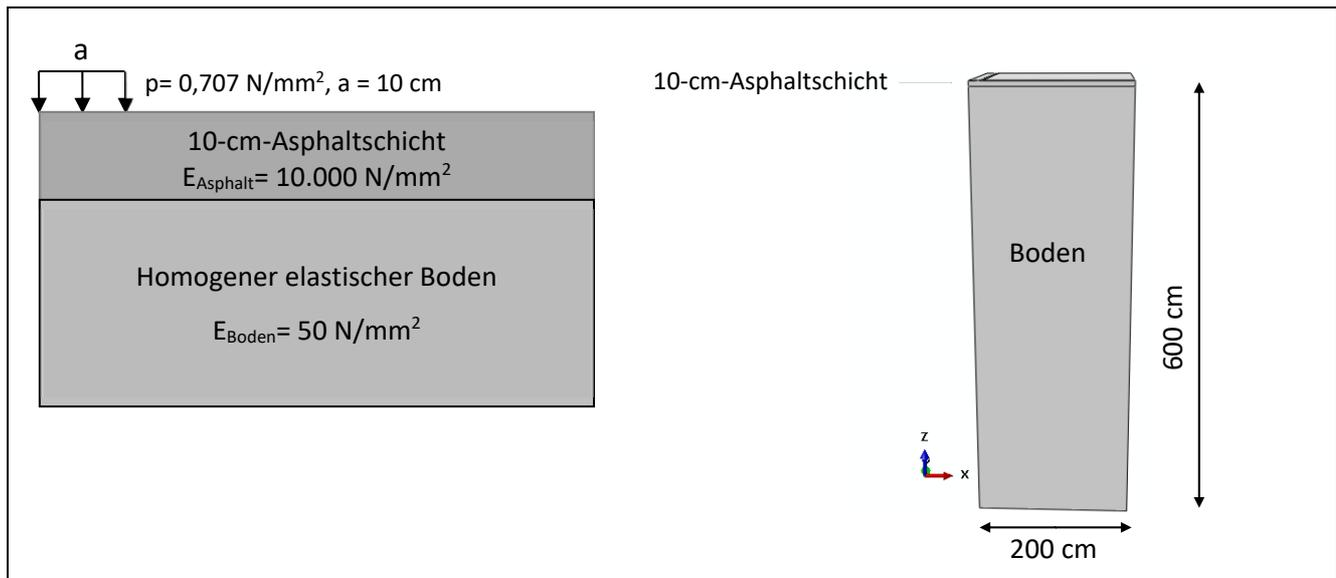 a
p= 0,707 N/mm², a = 10 cm
10-cm-Asphaltschicht
E_Asphalt= 10.000 N/mm²
Homogener elastischer Boden
E_Boden= 50 N/mm²
10-cm-Asphaltschicht
Boden
600 cm
z
x
200 cm